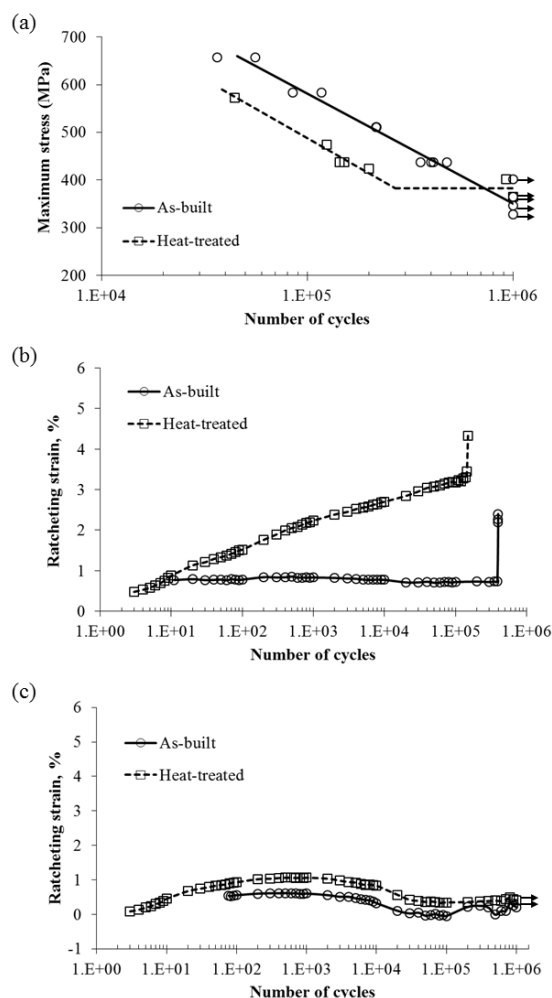 (a)
700
600
500
400
300
200
Maximum stress (MPa)
As-built
Heat-treated
1.E+04 1.E+05 1.E+06
Number of cycles
(b)
6
5
4
3
2
1
0
Ratcheting strain, %
As-built
Heat-treated
1.E+00 1.E+01 1.E+02 1.E+03 1.E+04 1.E+05 1.E+06
Number of cycles
(c)
6
5
4
3
2
1
0
-1
Ratcheting strain, %
As-built
Heat-treated
1.E+00 1.E+01 1.E+02 1.E+03 1.E+04 1.E+05 1.E+06
Number of cycles